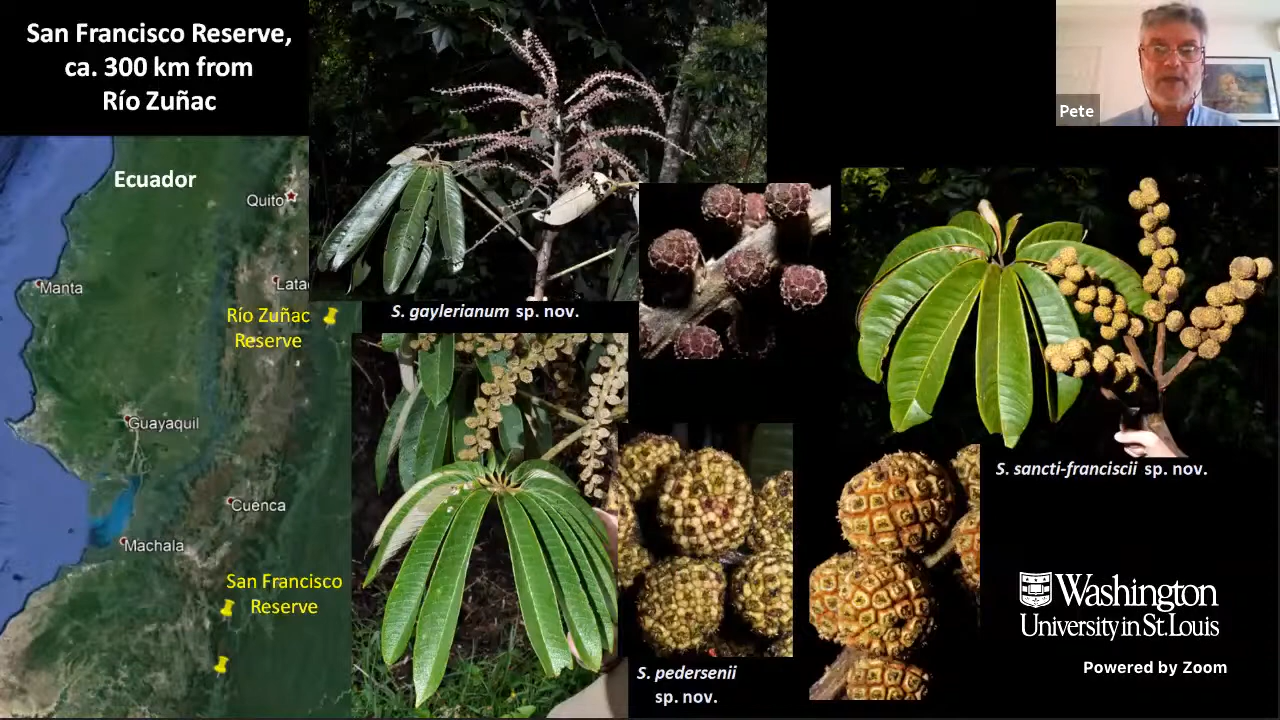 San Francisco Reserve,
ca. 300 km from
Río Zuñac
Pete
Ecuador
Quito
Manta
Lata
Río Zuñac
Reserve
S. gaylerianum sp. nov.
Guayaquil
S. sancti-franciscii sp. nov.
Cuenca
Machala
San Francisco
Reserve
Washington
University in St. Louis
Powered by Zoom
S. pedersenii
sp. nov.